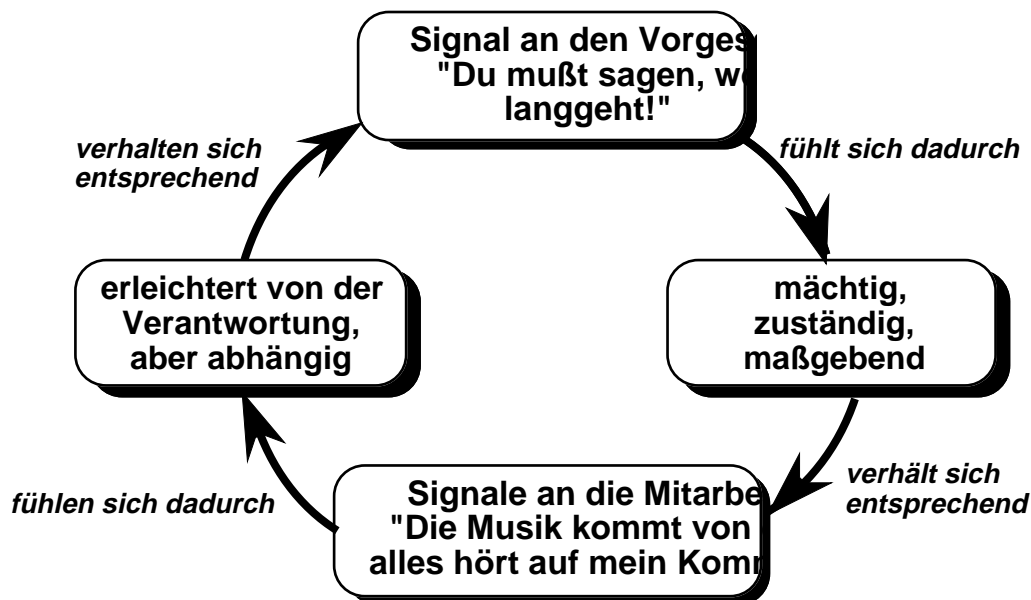 Signal an den Vorges
"Du mußt sagen, w
langgeht!"
verhalten sich
entsprechend
fühlt sich dadurch
erleichtert von der
Verantwortung,
aber abhängig
mächtig,
zuständig,
maßgebend
fühlen sich dadurch
verhält sich
entsprechend
Signale an die Mitarbe
"Die Musik kommt von
alles hört auf mein Kom